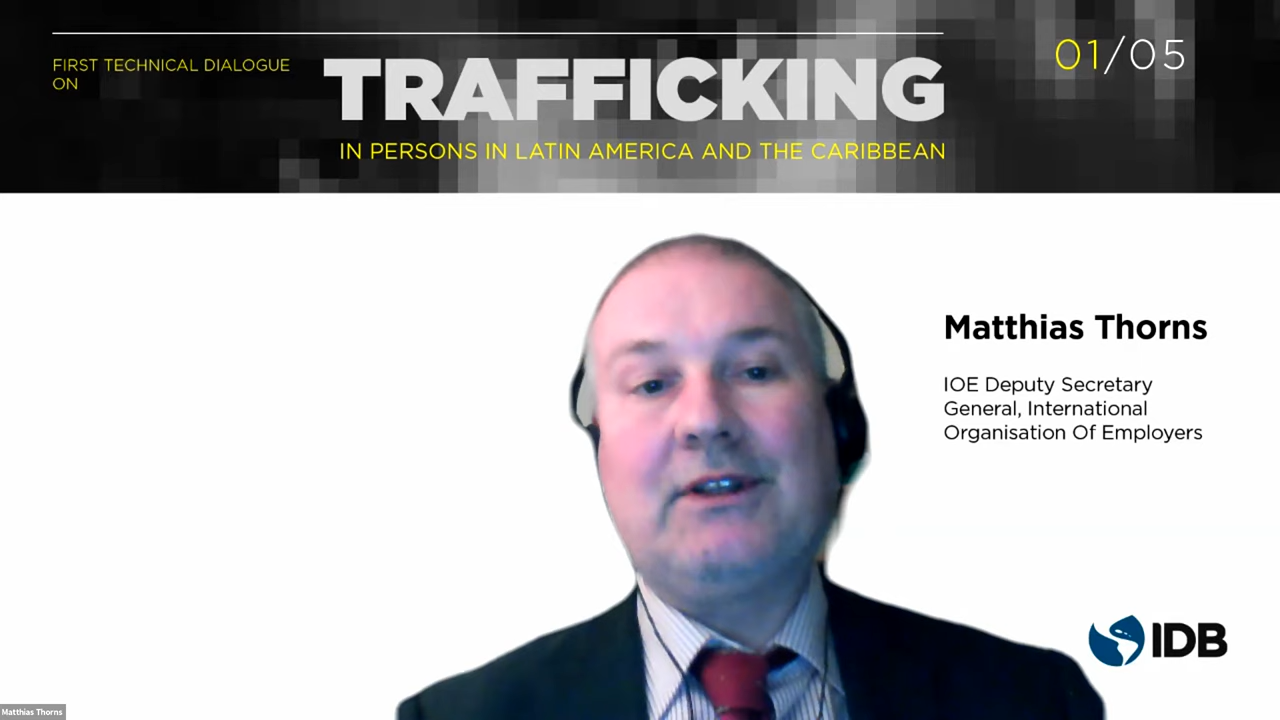 FIRST TECHNICAL DIALOGUE
ON
TRAFFICKING
IN PERSONS IN LATIN AMERICA AND THE CARIBBEAN
01/05
Matthias Thorns
IOE Deputy Secretary
General, International
Organisation Of Employers
IDB
Matthias Thorns